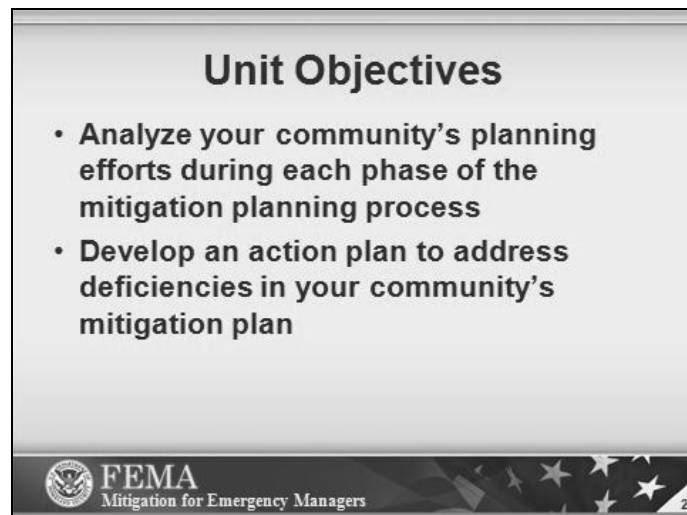 Unit Objectives
• Analyze your community's planning
efforts during each phase of the
mitigation planning process
• Develop an action plan to address
deficiencies in your community's
mitigation plan
FEMA
Mitigation for Emergency Managers
2